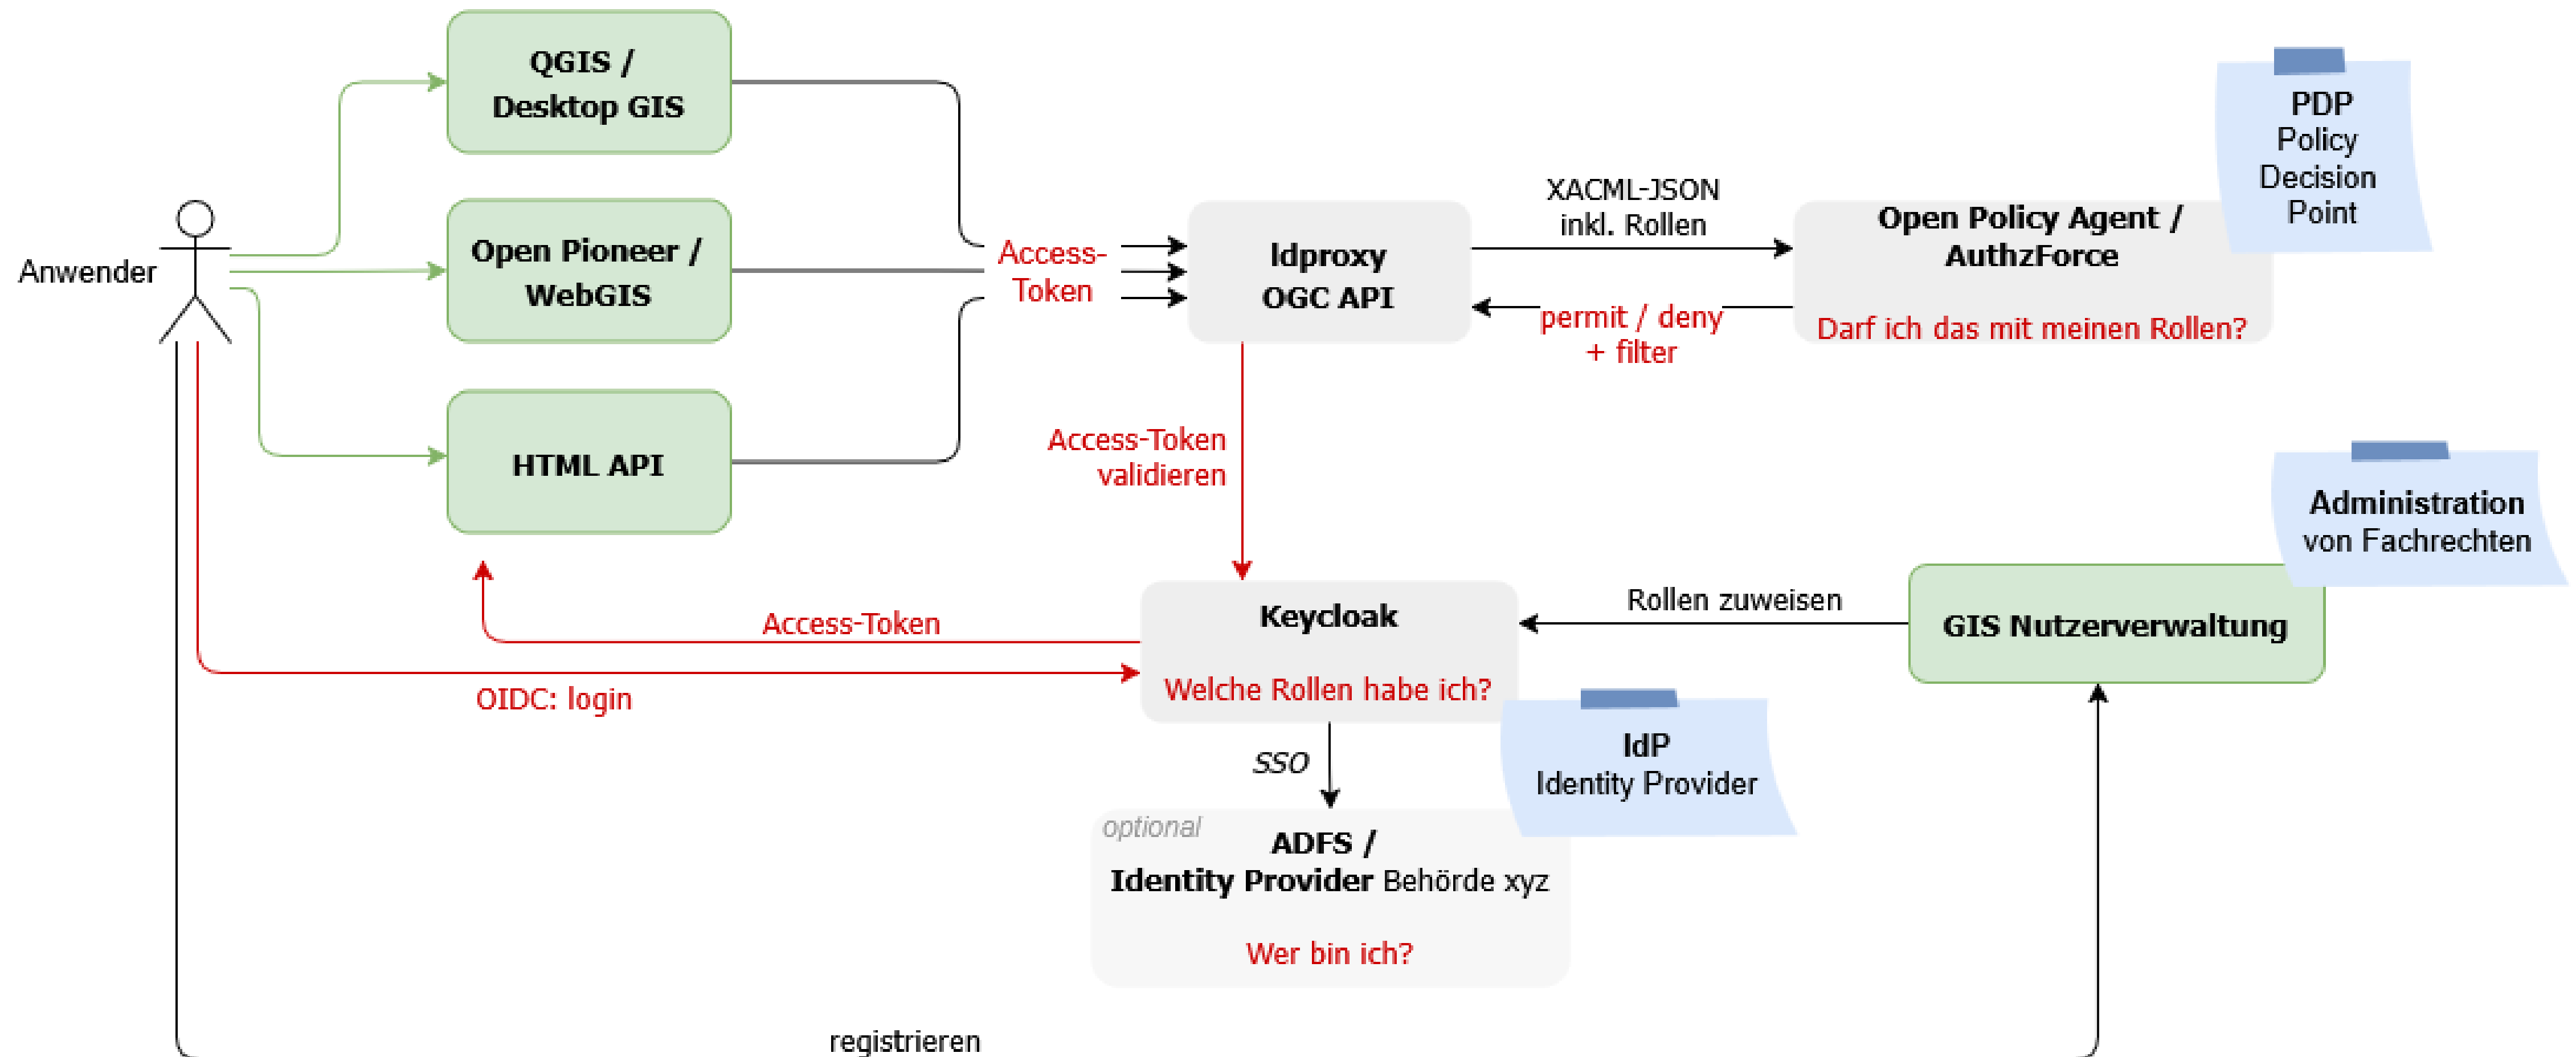 QGIS /
Desktop GIS
PDP
Policy
Decision
Point
XACML-JSON
inkl. Rollen
Open Policy Agent /
AuthzForce
Darf ich das mit meinen Rollen?
Anwender
Open Pioneer /
WebGIS
Access-
Token
ldproxy
OGC API
permit / deny
+ filter
HTML API
Access-Token
validieren
Administration
von Fachrechten
Keycloak
Welche Rollen habe ich?
Rollen zuweisen
GIS Nutzerverwaltung
Access-Token
OIDC: login
SSO
IdP
Identity Provider
optional
ADFS /
Identity Provider Behörde xyz
Wer bin ich?
registrieren